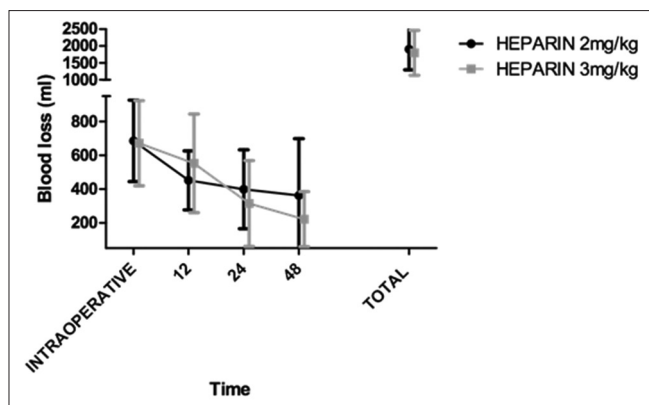 2500
2000
1500
1000
800
600
400
200
Blood loss (ml)
INTRAOPERATIVE
12
24
48
TOTAL
Time
HEPARIN 2mg/kg
HEPARIN 3mg/kg